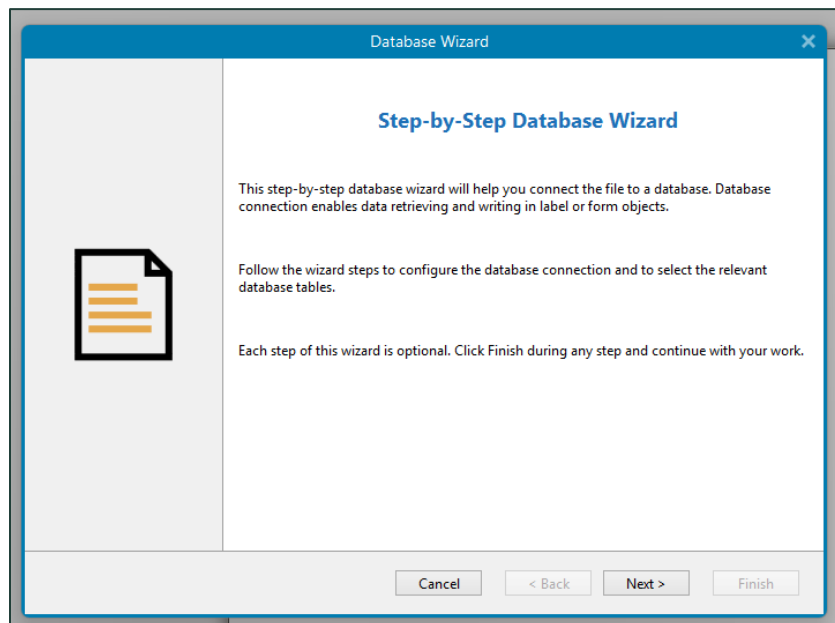 Database Wizard
Step-by-Step Database Wizard
This step-by-step database wizard will help you connect the file to a database. Database
connection enables data retrieving and writing in label or form objects.
Follow the wizard steps to configure the database connection and to select the relevant
database tables.
Each step of this wizard is optional. Click Finish during any step and continue with your work.
Cancel
< Back
Next >
Finish